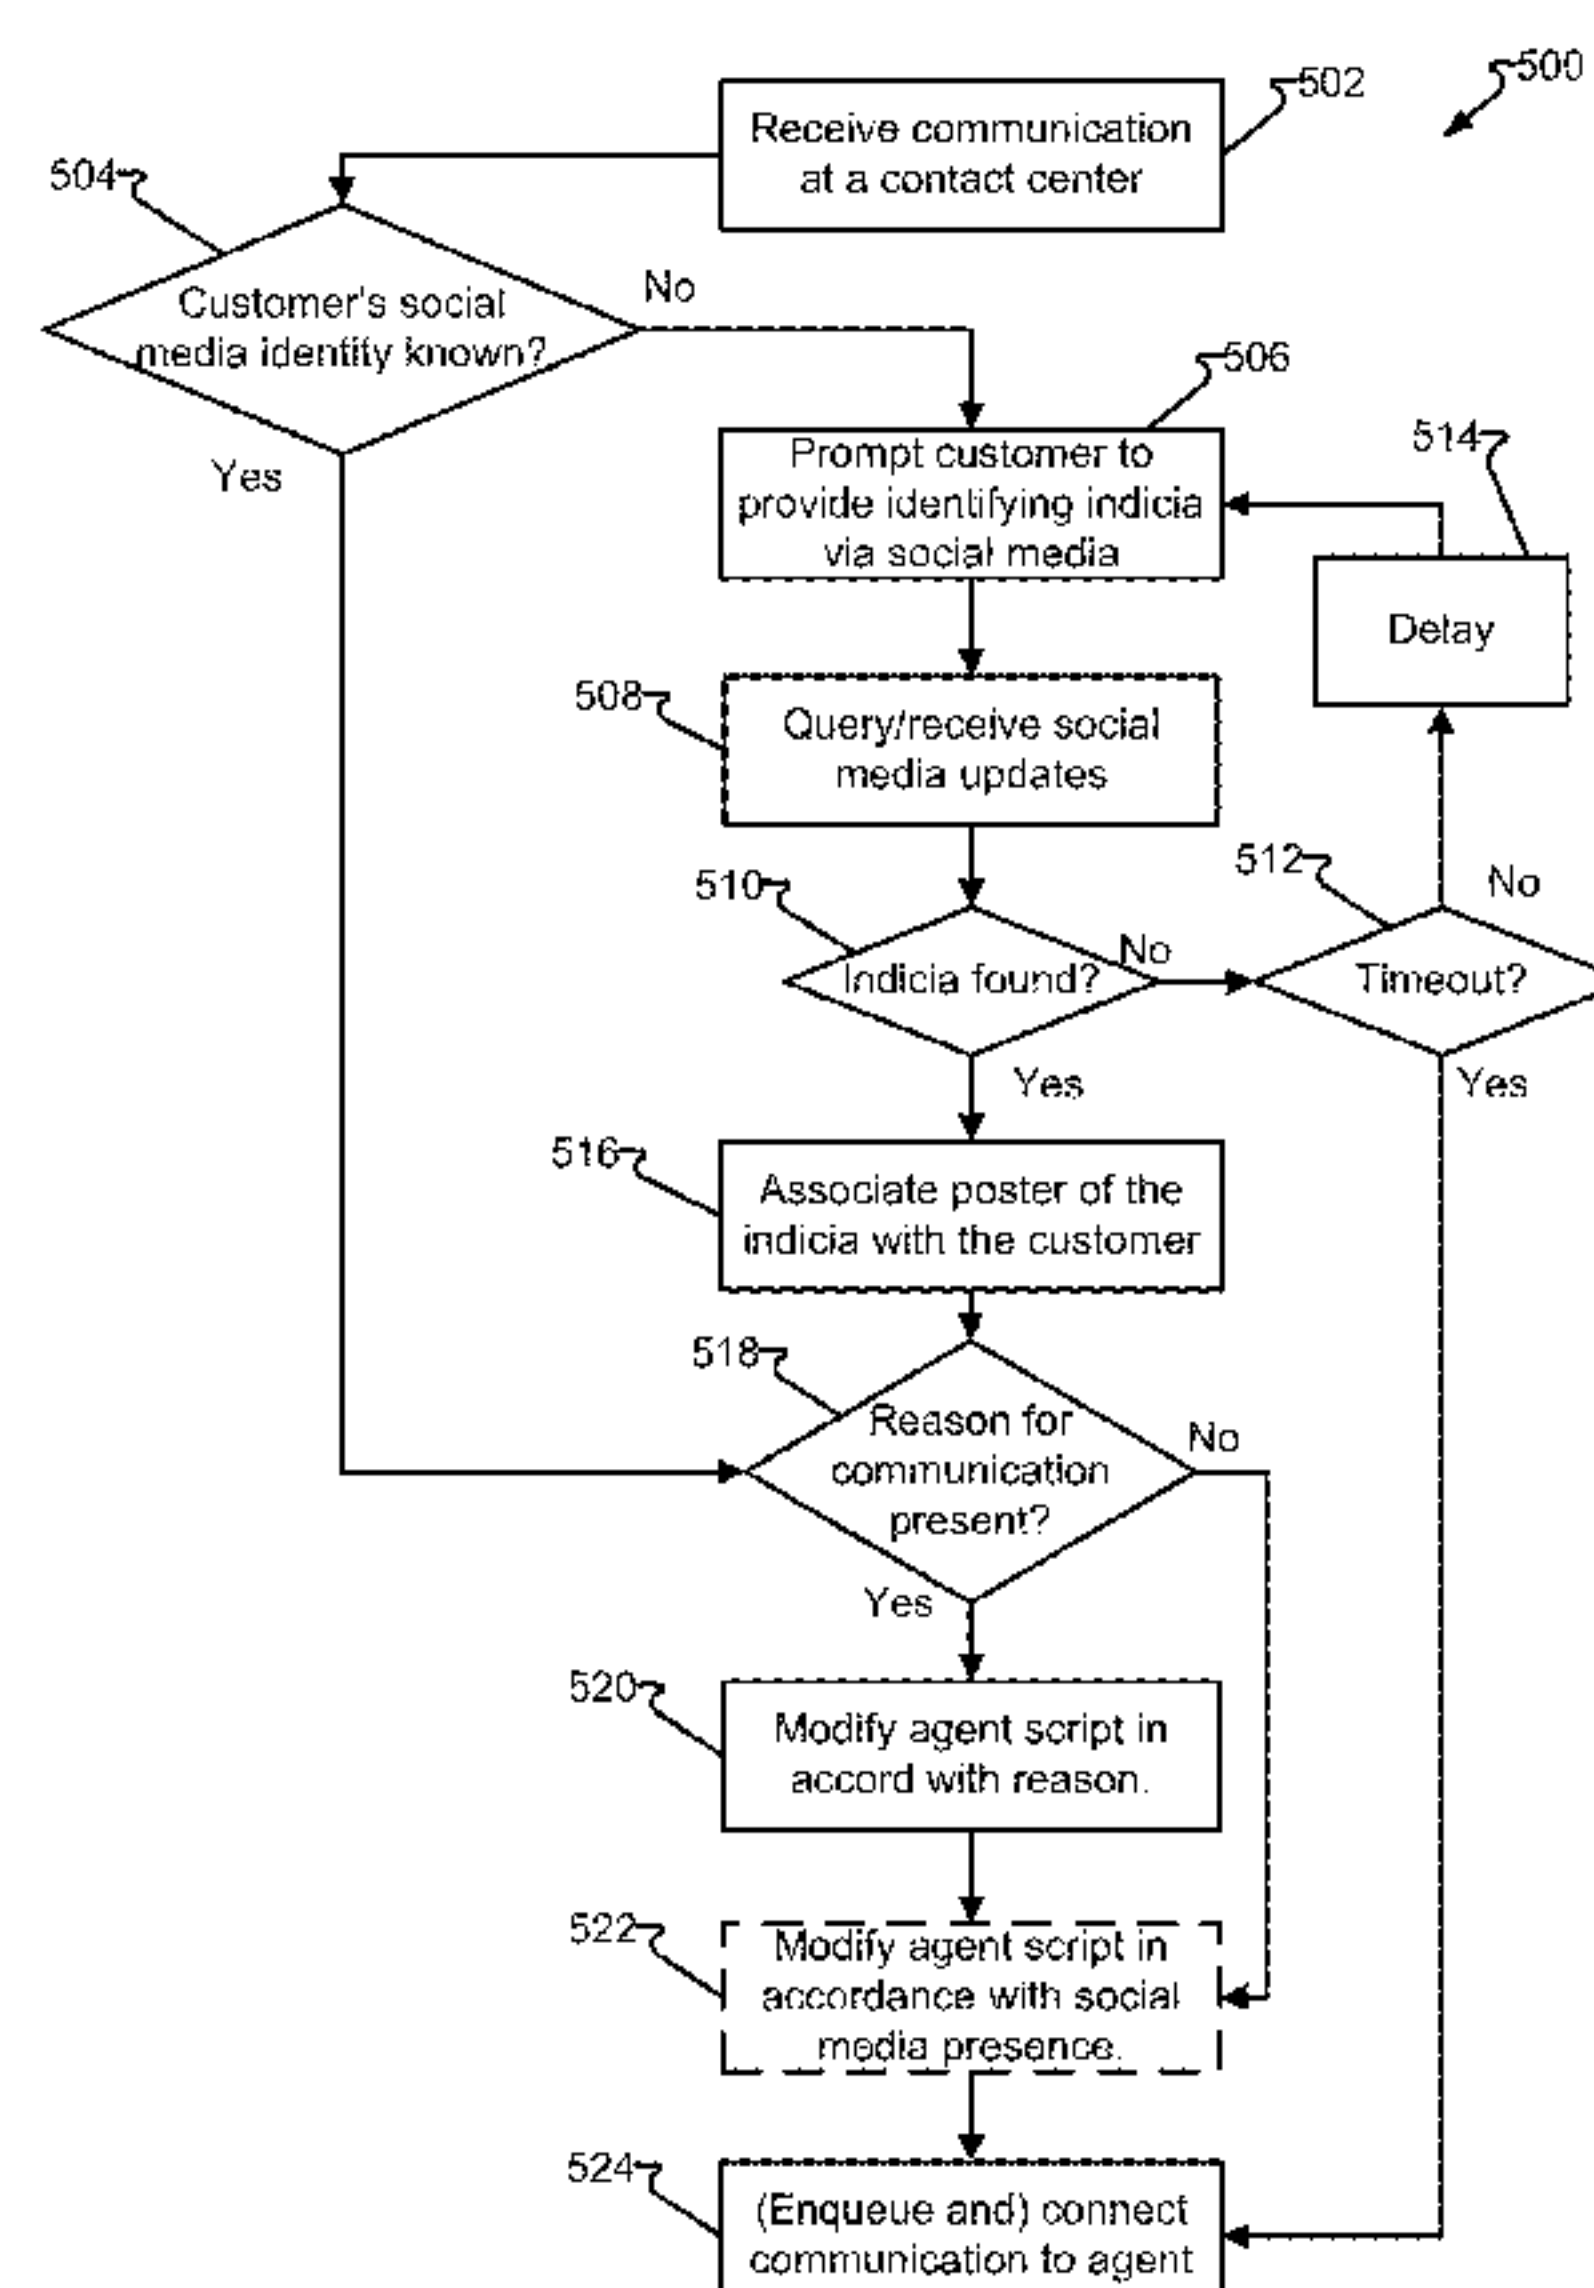 500
502
Receive communication
at a contact center
504
Customer's social
media identity known?
No
Yes
506
Prompt customer to
provide identifying indicia
via social media
514
Delay
508
Query/receive social
media updates
510
Indicia found?
No
512
Timeout?
No
Yes
Yes
516
Associate poster of the
indicia with the customer
518
Reason for
communication
present?
No
Yes
520
Modify agent script in
accord with reason.
522
Modify agent script in
accordance with social
media presence.
524
(Enqueue and) connect
communication to agent